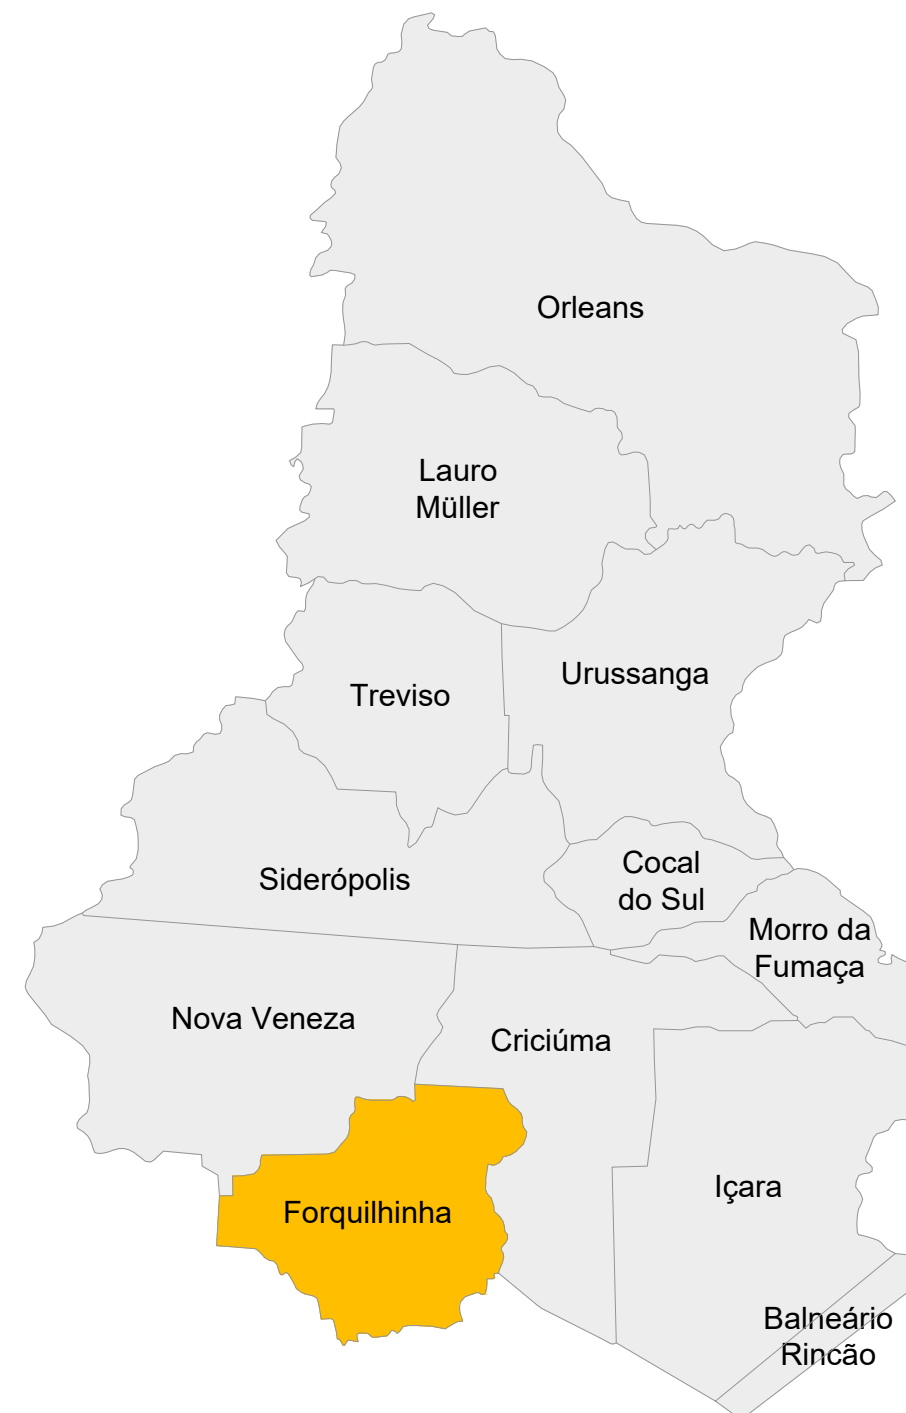 Orleans
Lauro
Müller
Urussanga
Treviso
Cocal
do Sul
Siderópolis
Morro da
Fumaça
Nova Veneza
Criciúma
Içara
Forquilhinha
Balneário
Rincão